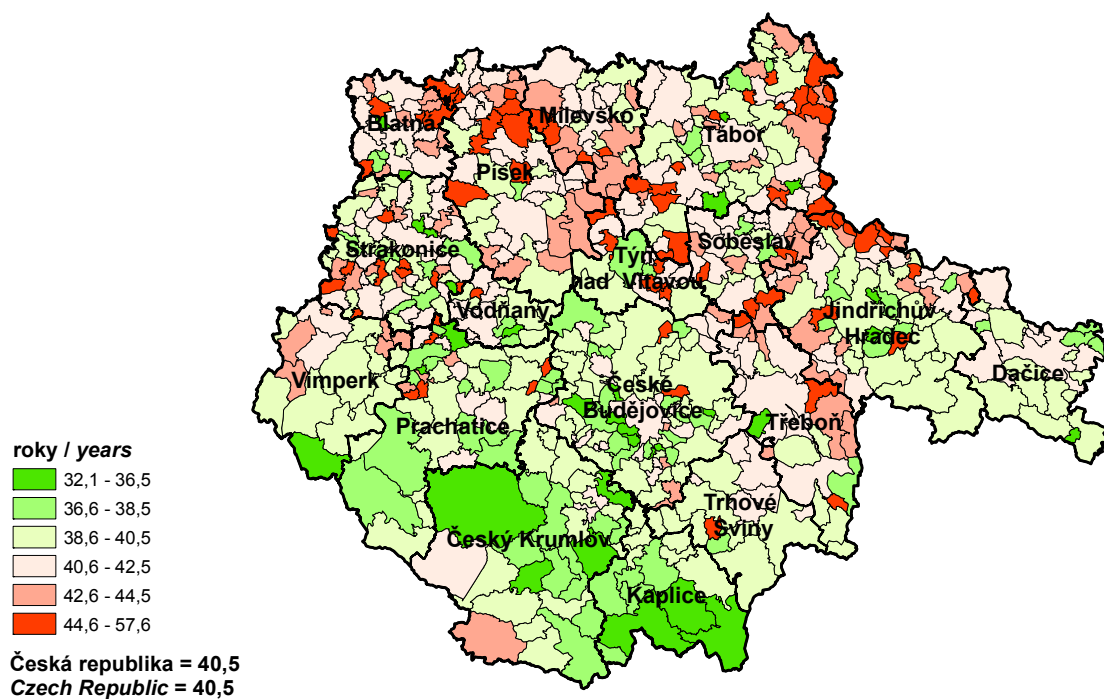 Blatná
Milevsko
Tábor
Písek
Strakonice
Soběslav
Týn
nad Vltavou
Vodňany
Jindřichův
Hradec
Vimperk
České
Budějovice
Dačice
Prachatice
Třeboň
Trhové
Sviny
Český Krumlov
Kaplice
roky / years
32,1 - 36,5
36,6 - 38,5
38,6 - 40,5
40,6 - 42,5
42,6 - 44,5
44,6 - 57,6
Česká republika = 40,5
Czech Republic = 40,5